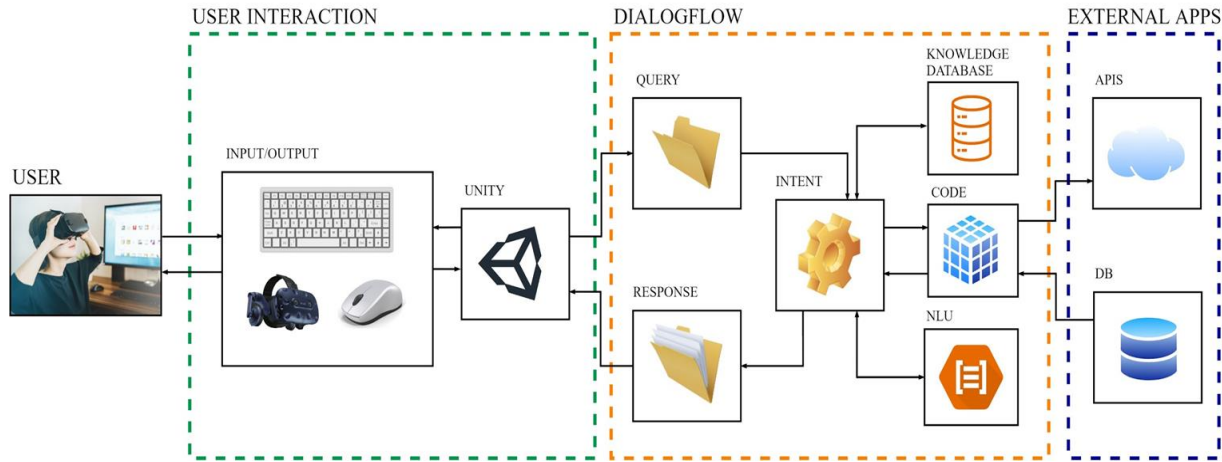 USER INTERACTION
DIALOGFLOW
EXTERNAL APPS
USER
INPUT/OUTPUT
UNITY
QUERY
RESPONSE
INTENT
KNOWLEDGE
DATABASE
CODE
NLU
APIS
DB